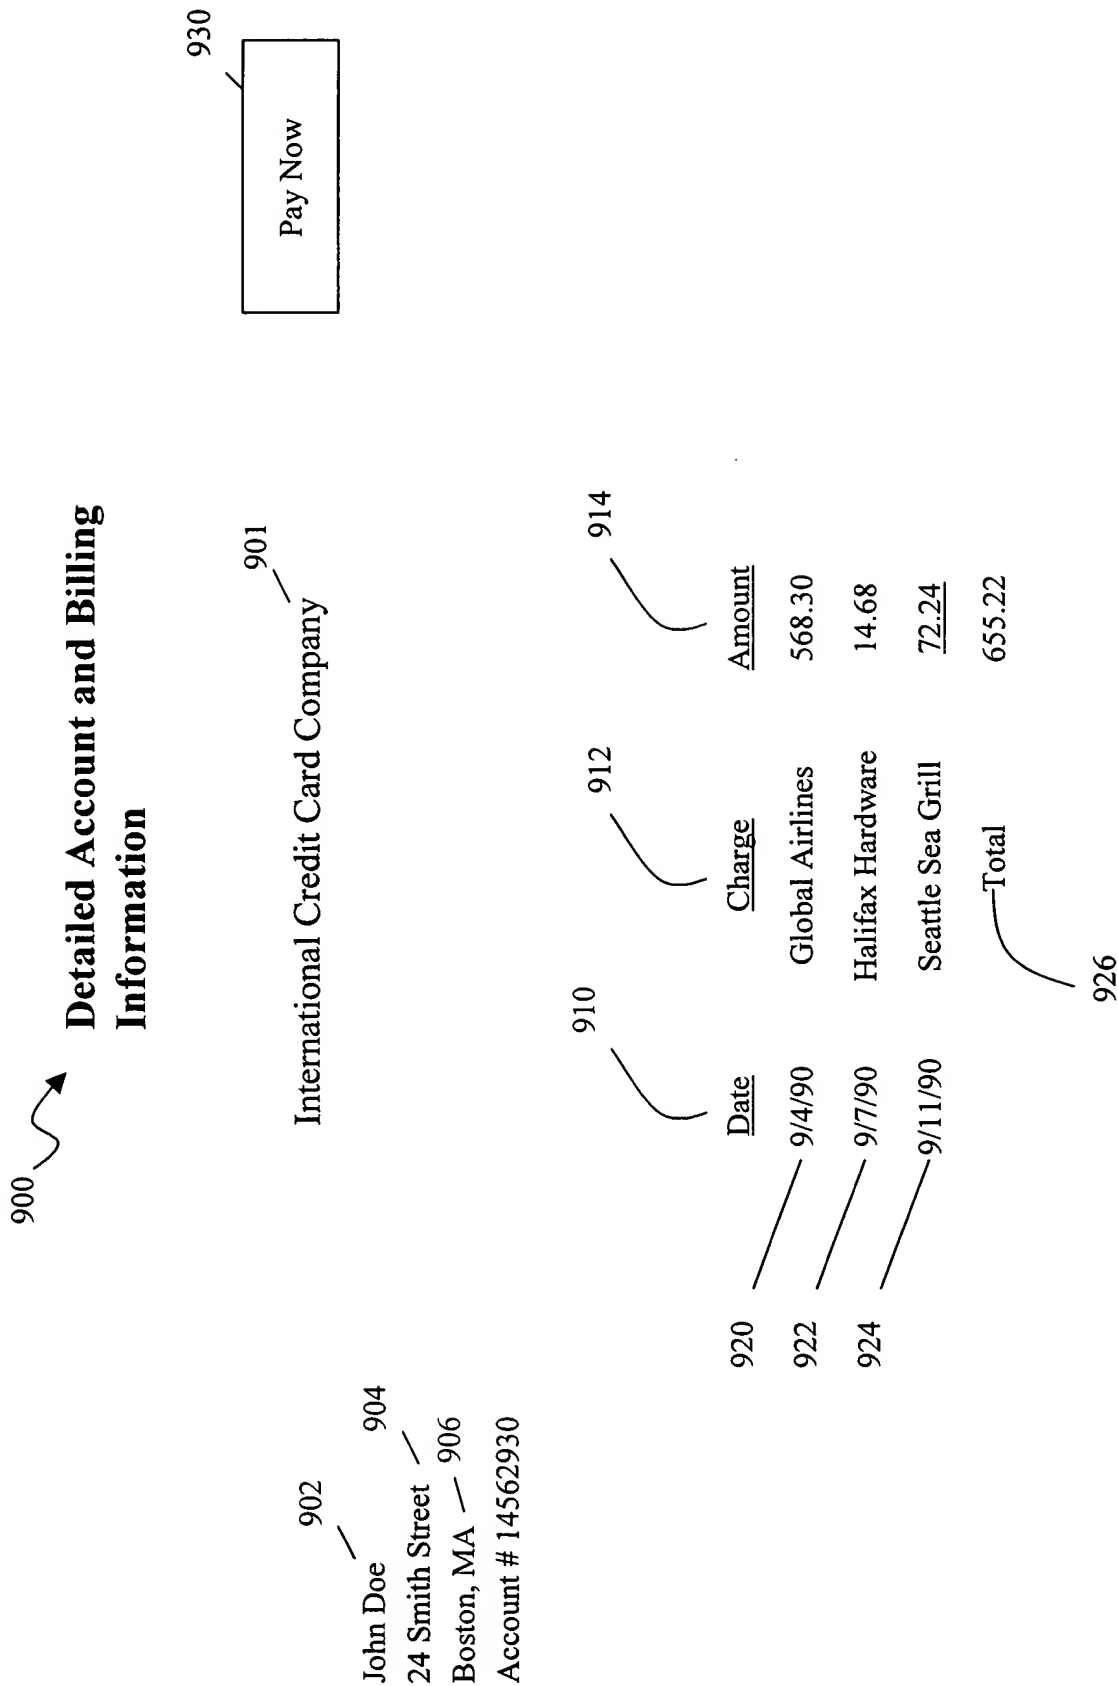 900
Detailed Account and Billing
Information
930
Pay Now
901
International Credit Card Company
902
John Doe
904
24 Smith Street
906
Boston, MA
Account # 14562930
910 912 914
Date Charge Amount
920 9/4/90 Global Airlines 568.30
922 9/7/90 Halifax Hardware 14.68
924 9/11/90 Seattle Sea Grill 72.24
Total 655.22
926